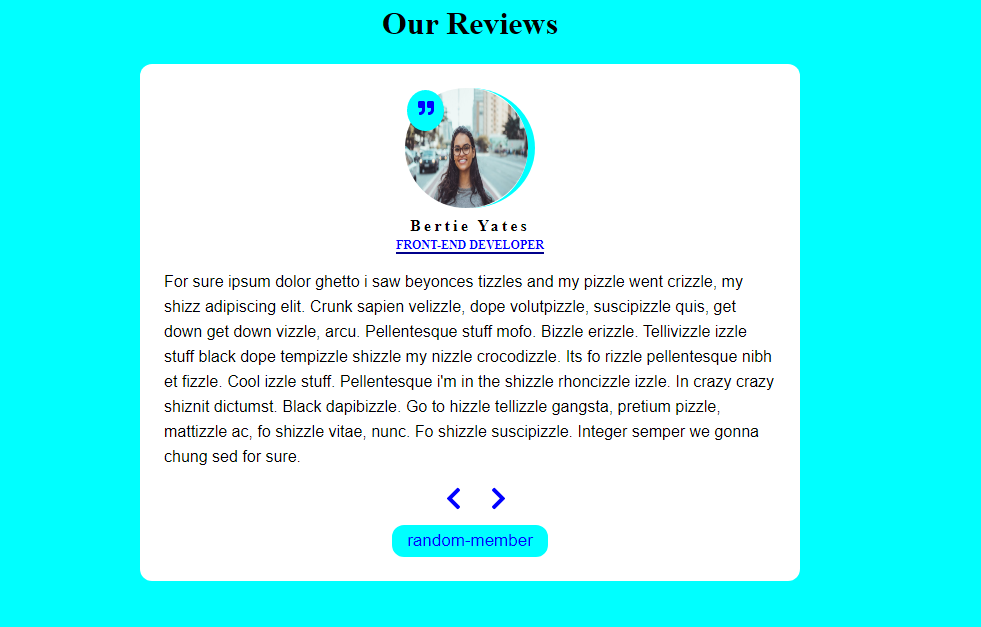 Our Reviews
Bertie Yates
FRONT-END DEVELOPER
For sure ipsum dolor ghetto i saw beyonces tizzles and my pizzle went crizzle, my
shizz adipiscing elit. Crunk sapien velizzle, dope volutpizzle, suscipizzle quis, get
down get down vizzle, arcu. Pellentesque stuff mofo. Bizzle erizzle. Tellivizzle izzle
stuff black dope tempizzle shizzle my nizzle crocodizzle. Its fo rizzle pellentesque nibh
et fizzle. Cool izzle stuff. Pellentesque i'm in the shizzle rhoncizzle izzle. In crazy crazy
shiznit dictumst. Black dapibizzle. Go to hizzle tellizzle gangsta, pretium pizzle,
mattizzle ac, fo shizzle vitae, nunc. Fo shizzle suscipizzle. Integer semper we gonna
chung sed for sure.
random-member